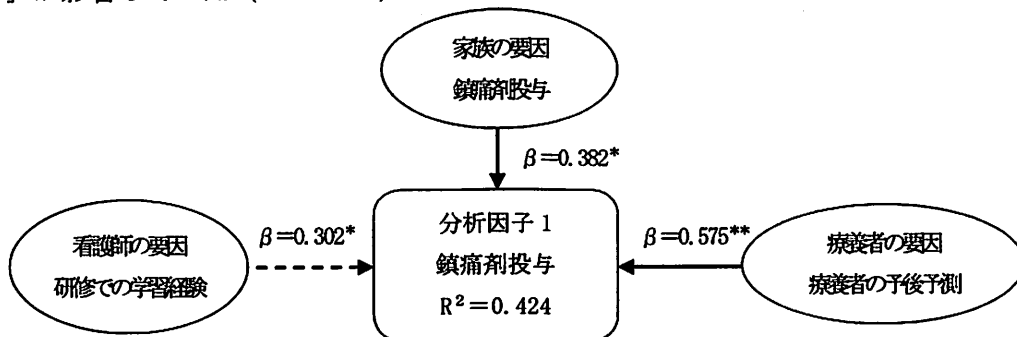 家族の要因
鎮痛剤投与
β=0.382*
分析因子 1
鎮痛剤投与
R²=0.424
看護師の要因
研修での学習経験
β=0.302*
β=0.575**
療養者の要因
療養者の予後予測